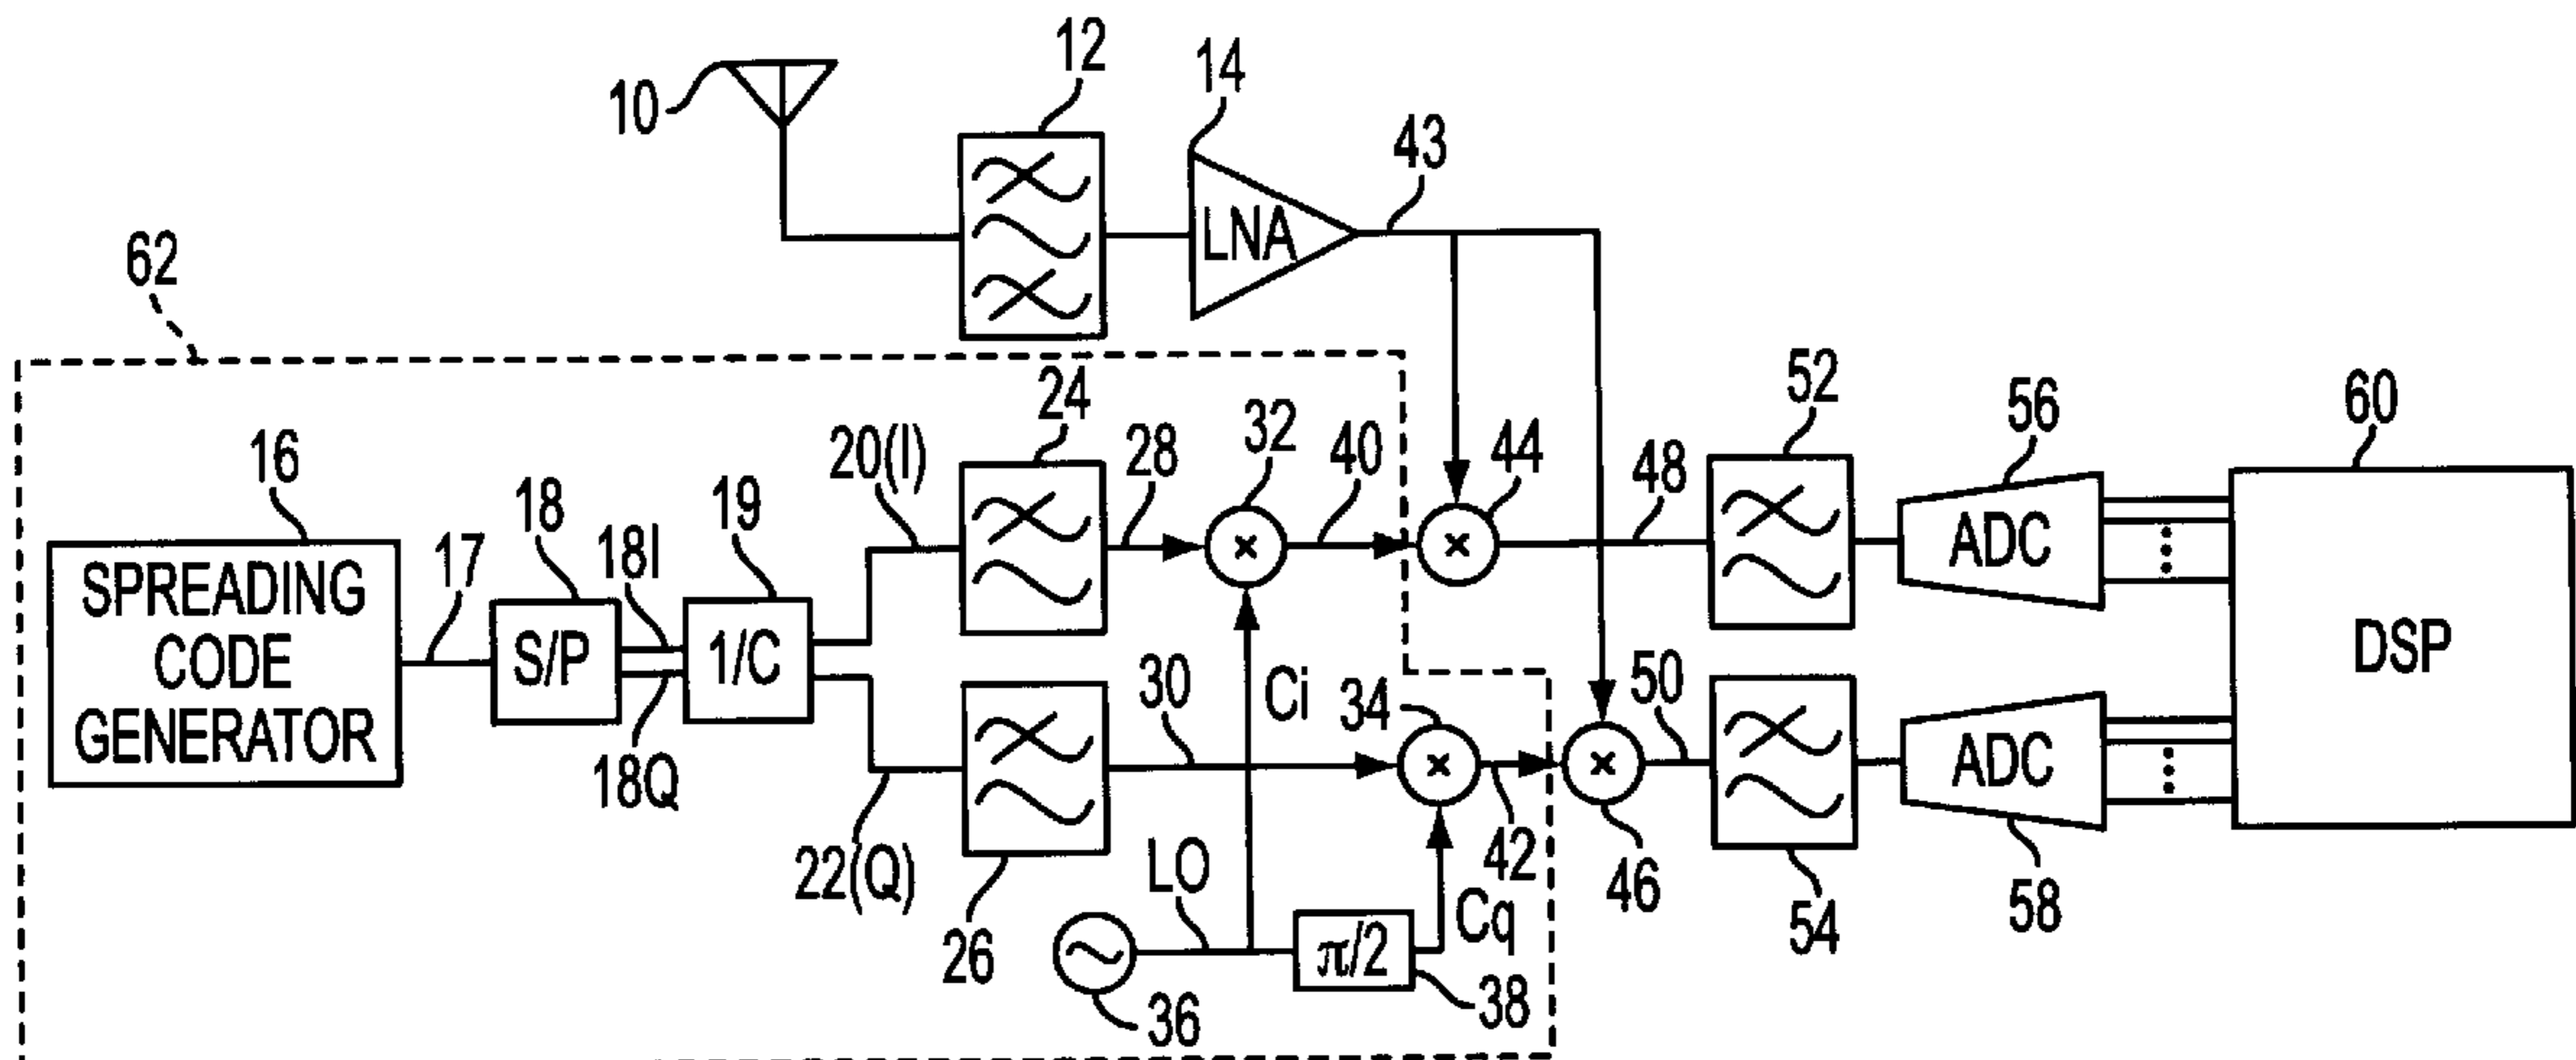 10
12
14
43
LNA
62
24
52
56
60
16
18
18I
19
20(I)
28
32
40
44
48
ADC
SPREADING
CODE
GENERATOR
17
S/P
1/C
DSP
18Q
22(Q)
26
30
Ci
34
42
46
50
54
ADC
58
LO
36
π/2
38
Cq